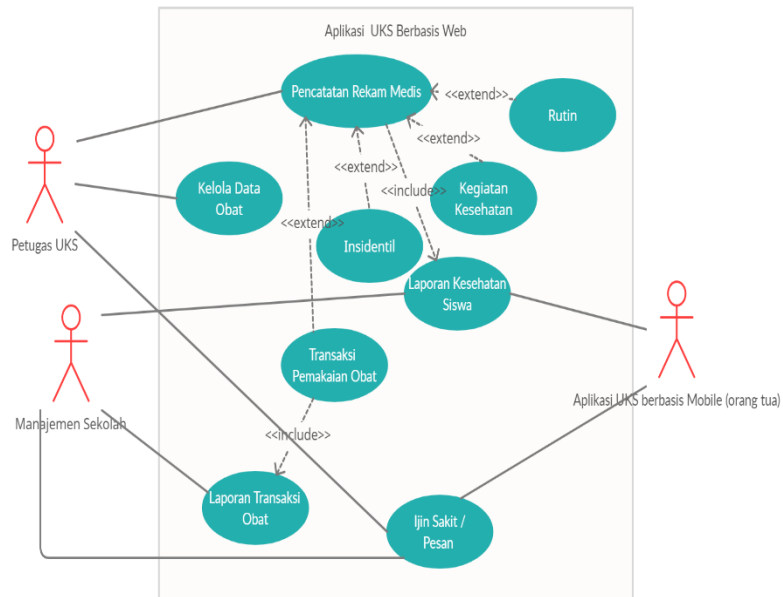 Aplikasi UKS Berbasis Web
Pencatatan Rekam Medis
<<extend>>
Rutin
<<extend>>
<<extend>>
<<include>>
Kelola Data
Obat
Kegiatan
Kesehatan
<<extend>>
Petugas UKS
Insidentil
Laporan Kesehatan
Siswa
Transaksi
Pemakaian Obat
Aplikasi UKS berbasis Mobile (orang tua)
Manajemen Sekolah
<<include>>
Laporan Transaksi
Obat
Ijin Sakit /
Pesan